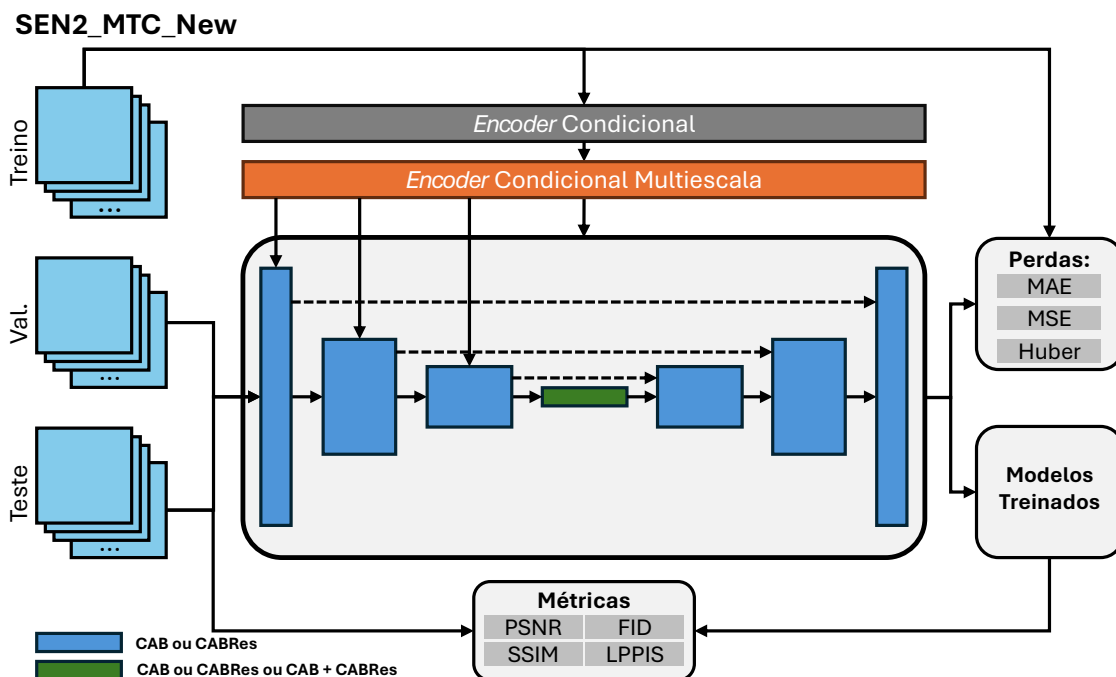 SEN2_MTC_New
Treino
...
Encoder Condicional
Encoder Condicional Multiescala
Perdas:
MAE
MSE
Huber
Val.
...
Teste
...
Modelos
Treinados
Métricas
PSNR FID
SSIM LPPIS
CAB ou CABRes
CAB ou CABRes ou CAB + CABRes